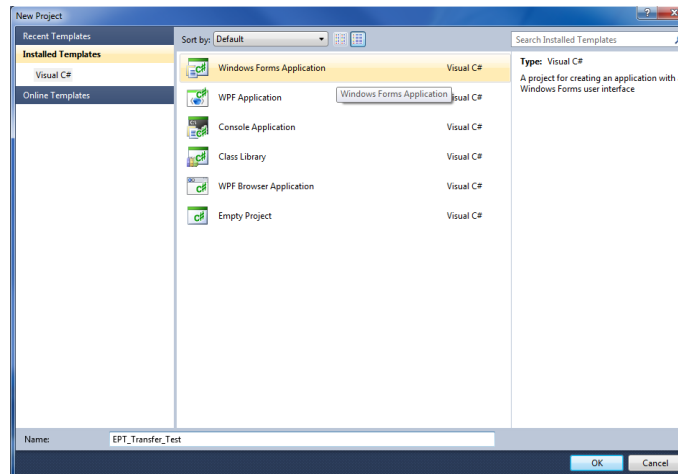 New Project
Recent Templates
Installed Templates
Visual C#
Online Templates
Sort by: Default
Windows Forms Application Visual C#
WPF Application Visual C#
Windows Forms Application
Console Application Visual C#
Class Library Visual C#
WPF Browser Application Visual C#
Empty Project Visual C#
Search Installed Templates
Type: Visual C#
A project for creating an application with
Windows Forms user interface
Name: EPT_Transfer_Test
OK Cancel